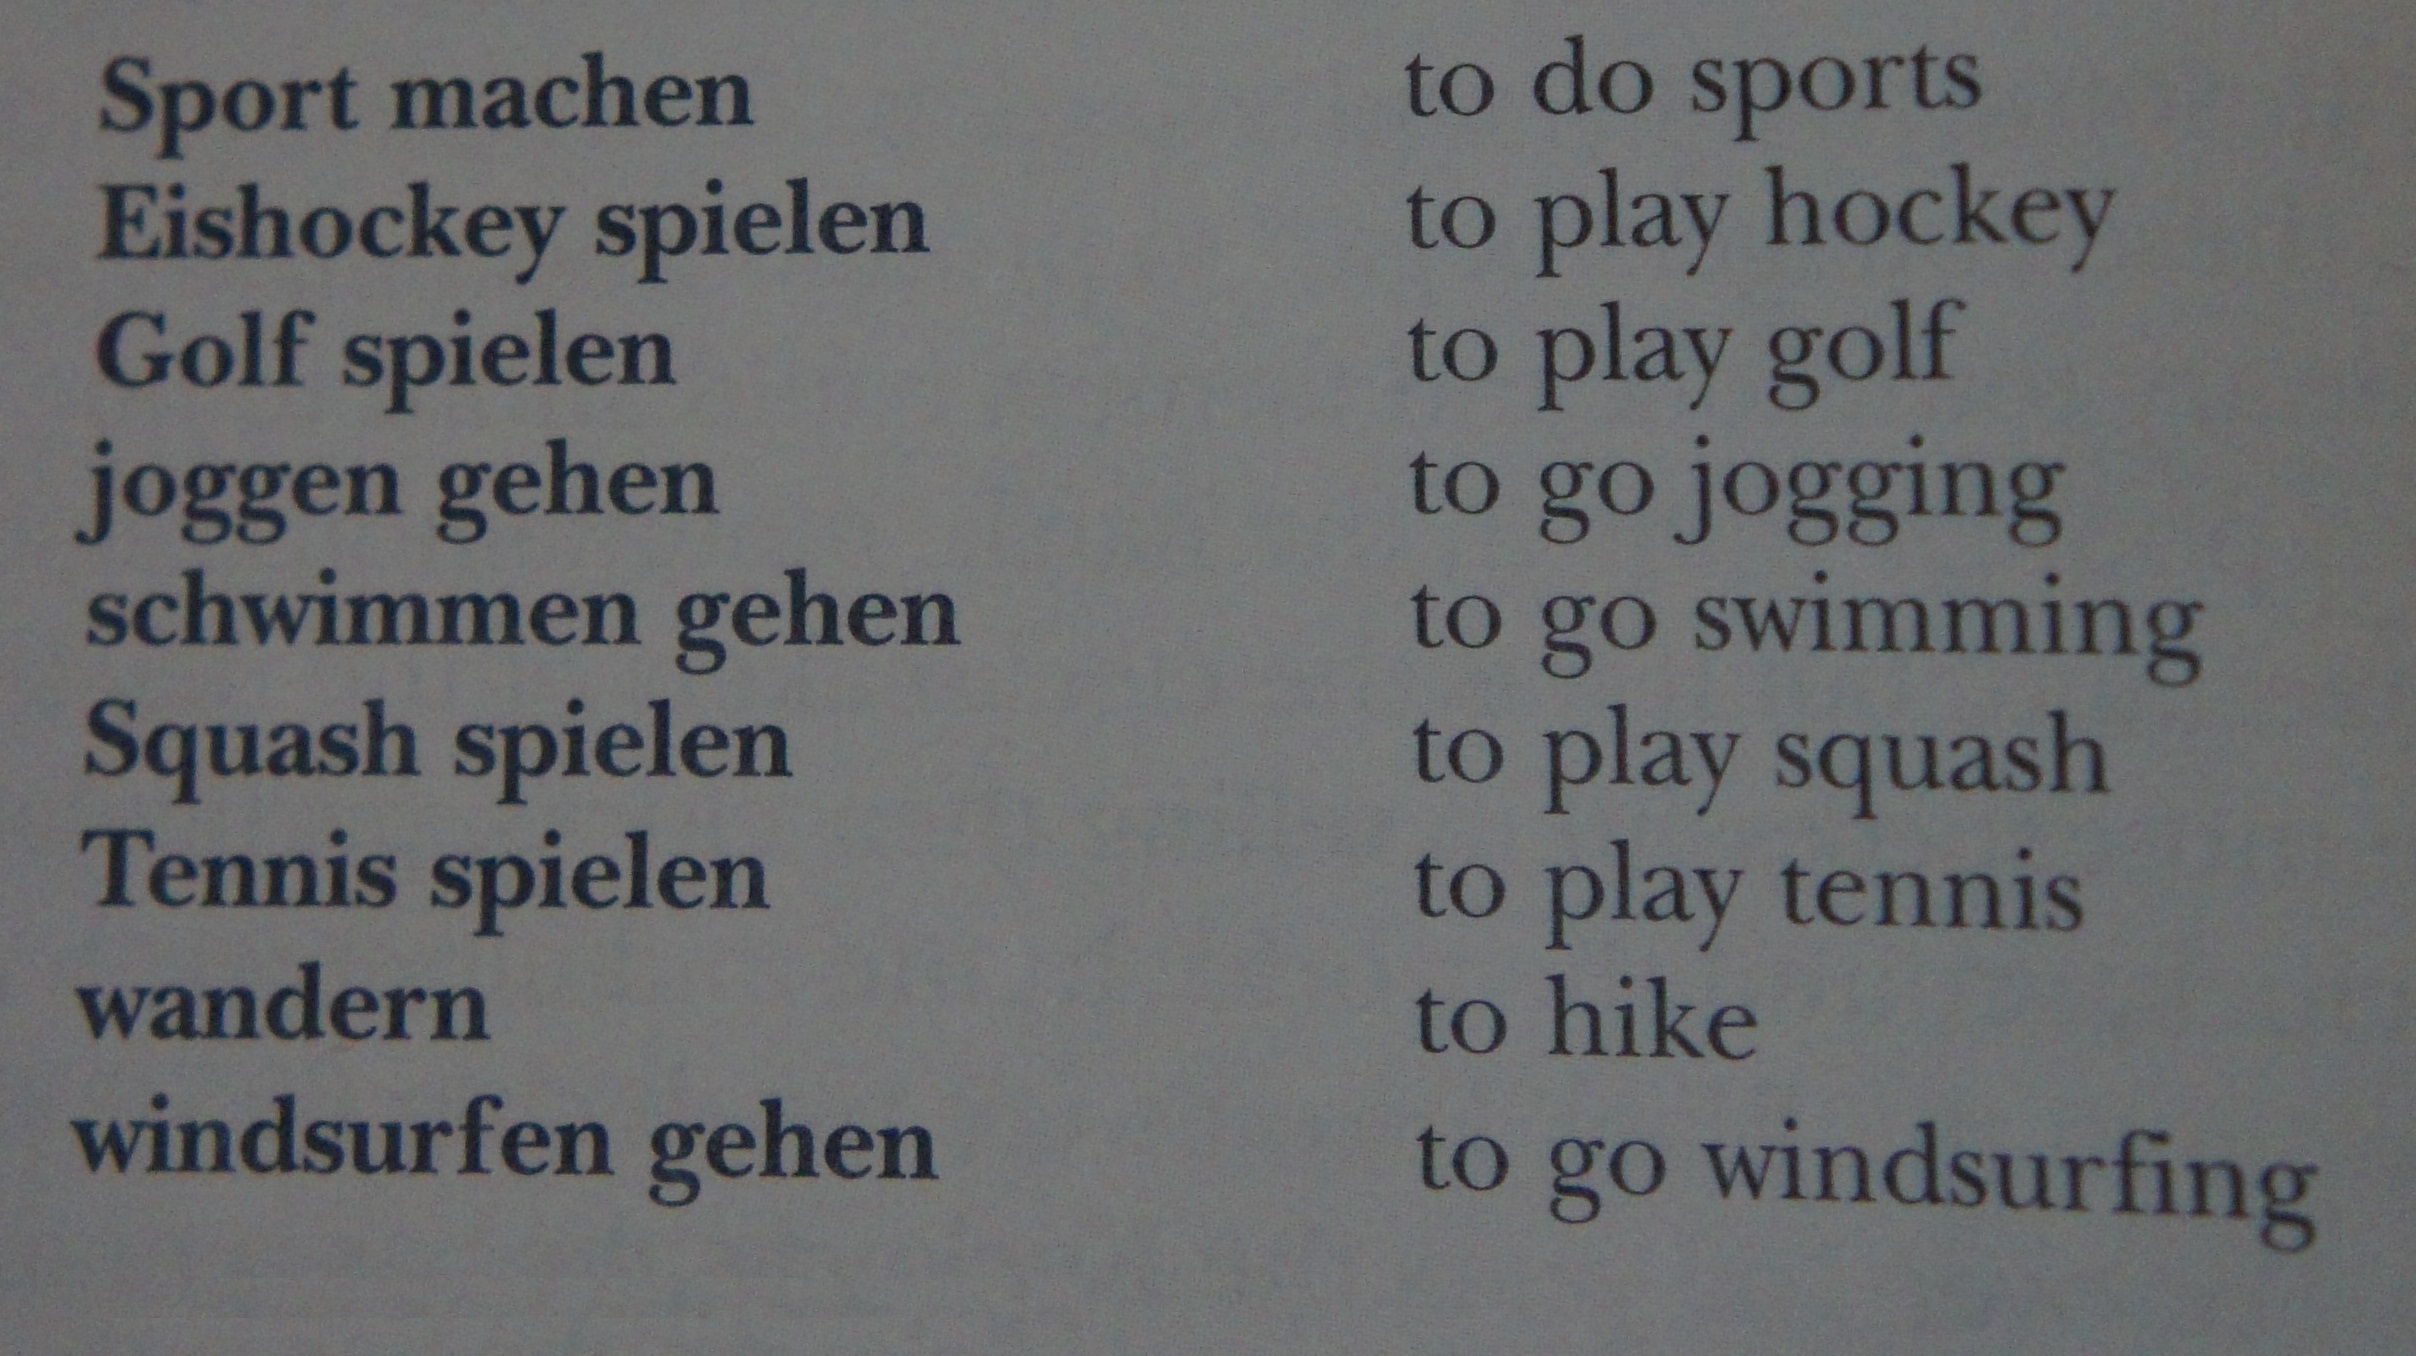 Sport machen to do sports
Eishockey spielen to play hockey
Golf spielen to play golf
joggen gehen to go jogging
schwimmen gehen to go swimming
Squash spielen to play squash
Tennis spielen to play tennis
wandern to hike
windsurfen gehen to go windsurfing